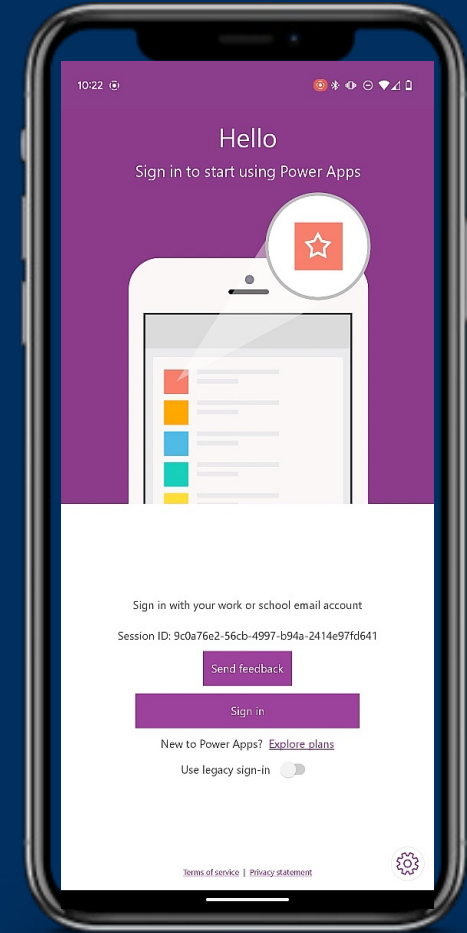 10:22
Hello
Sign in to start using Power Apps
Sign in with your work or school email account
Session ID: 9c0a76e2-56cb-4997-b94a-2414e97fd641
Send feedback
Sign in
New to Power Apps? Explore plans
Use legacy sign-in
Terms of service | Privacy statement